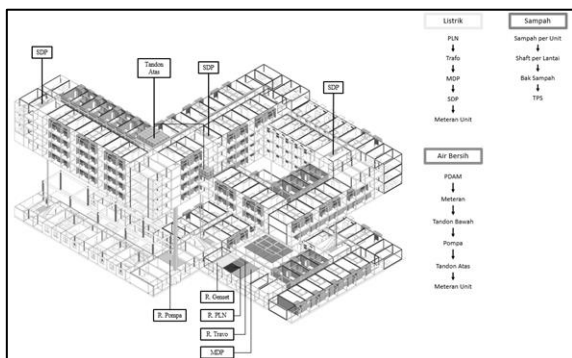 SDP
Tandon
Atas
SDP
SDP
R. Pompa
R. Genset
R. PLN
R. Travo
MDP
Listrik
PLN
Trafo
MDP
SDP
Meteran Unit
Sampah
Sampah per Unit
Shaft per Lantai
Bak Sampah
TPS
Air Bersih
PDAM
Meteran
Tandon Bawah
Pompa
Tandon Atas
Meteran Unit